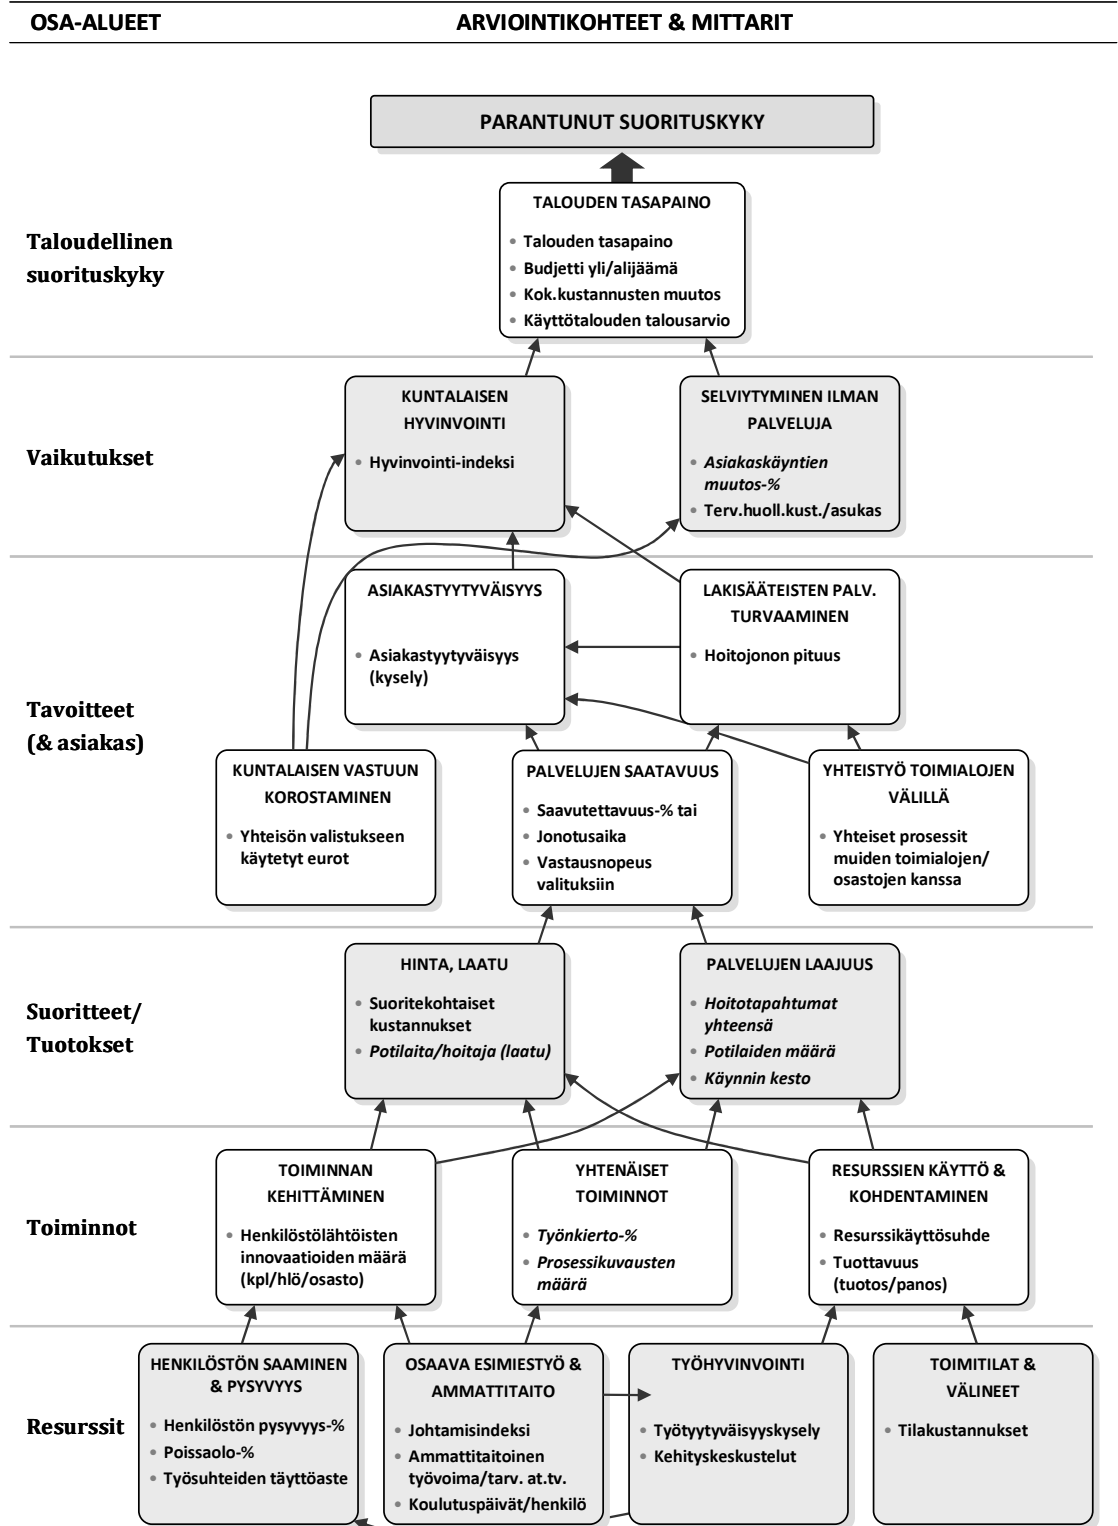 OSA-ALUEET
ARVIOINTIKOHTEET & MITTARIT
PARANTUNUT SUORITUSKYKY
Taloudellinen
suorituskyky
TALOUDEN TASAPAINO
• Talouden tasapaino
• Budjetti yli/alijäämä
• Kok.kustannusten muutos
• Käyttötalouden talousarvio
Vaikutukset
KUNTALAISEN
HYVINVOINTI
• Hyvinvointi-indeksi
SELVIYTYMINEN ILMAN
PALVELUJA
• Asiakaskäyntien
muutos-%
• Terv.huoll.kust./asukas
Tavoitteet
(& asiakas)
ASIAKASTYYTYVÄISYYS
• Asiakastyytyväisyys
(kysely)
LAKISÄÄTEISTEN PALV.
TURVAAMINEN
• Hoitojonon pituus
KUNTALAISEN VASTUUN
KOROSTAMINEN
• Yhteisön valistukseen
käytetyt eurot
PALVELUJEN SAATAVUUS
• Saavutettavuus-% tai
• Jonotusaika
• Vastausnopeus
valituksiin
YHTEISTYÖ TOIMIALOJEN
VÄLILLÄ
• Yhteiset prosessit
muiden toimialojen/
osastojen kanssa
Suoritteet/
Tuotokset
HINTA, LAATU
• Suoritekohtaiset
kustannukset
• Potilaita/hoitaja (laatu)
PALVELUJEN LAAJUUS
• Hoitotapahtumat
yhteensä
• Potilaiden määrä
• Käynnin kesto
Toiminnot
TOIMINNAN
KEHITTÄMINEN
• Henkilöstölähtöisten
innovaatioiden määrä
(kpl/hlö/osasto)
YHTENÄISET
TOIMINNOT
• Työnkierto-%
• Prosessikuvausten
määrä
RESURSSIEN KÄYTTÖ &
KOHDENTAMINEN
• Resurssikäyttösuhde
• Tuottavuus
(tuotos/panos)
Resurssit
HENKILÖSTÖN SAAMINEN
& PYSYVYYS
• Henkilöstön pysyvyys-%
• Poissaolo-%
• Työsuhteiden täyttöaste
OSAAVA ESIMIESTYÖ &
AMMATTITAITO
• Johtamisindeksi
• Ammattitaitoinen
työvoima/tarv. at.tv.
• Koulutuspäivät/henkilö
TYÖHYVINVOINTI
• Työtyytyväisyyskysely
• Kehityskeskustelut
TOIMITILAT &
VÄLINEET
• Tilakustannukset